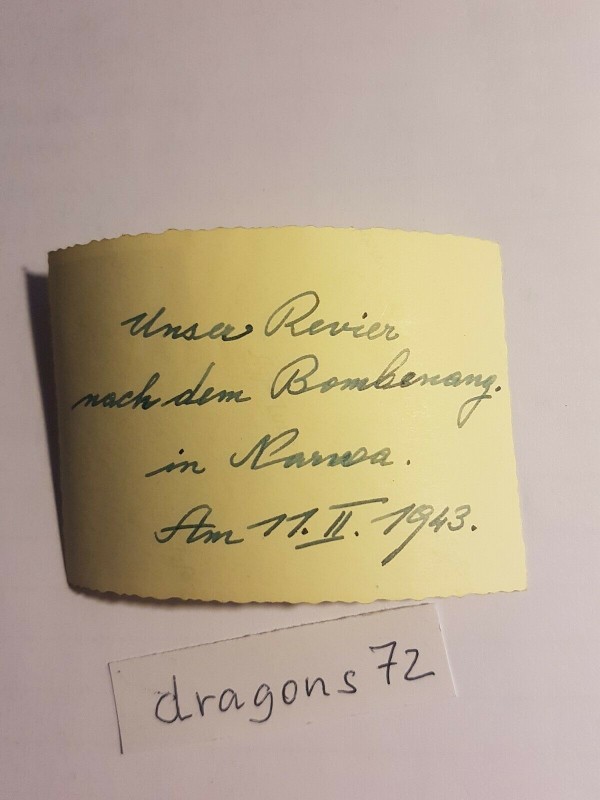 Unser Revier
nach dem Bombenang.
in Narwa.
Am 11. II. 1943.
dragons72